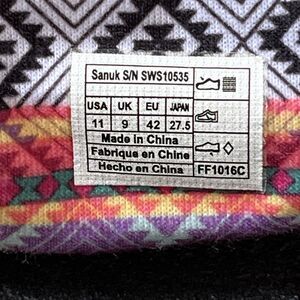 Sanuk S/N SWS10535
USA UK EU JAPAN
11 9 42 27.5
Made in China
Fabrique en Chine
Hecho en China FF1016C